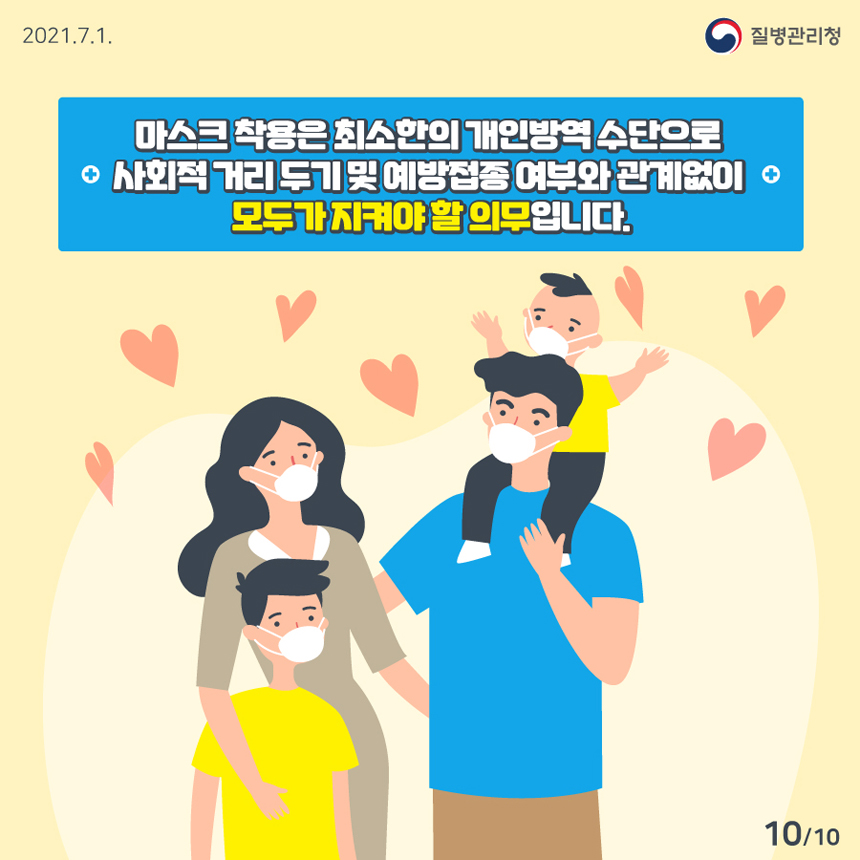 2021.7.1.
질병관리청
마스크 착용은 최소한의 개인방역 수단으로
사회적 거리 두기 및 예방접종 여부와 관계없이
모두가 지켜야 할 의무입니다.
10/10